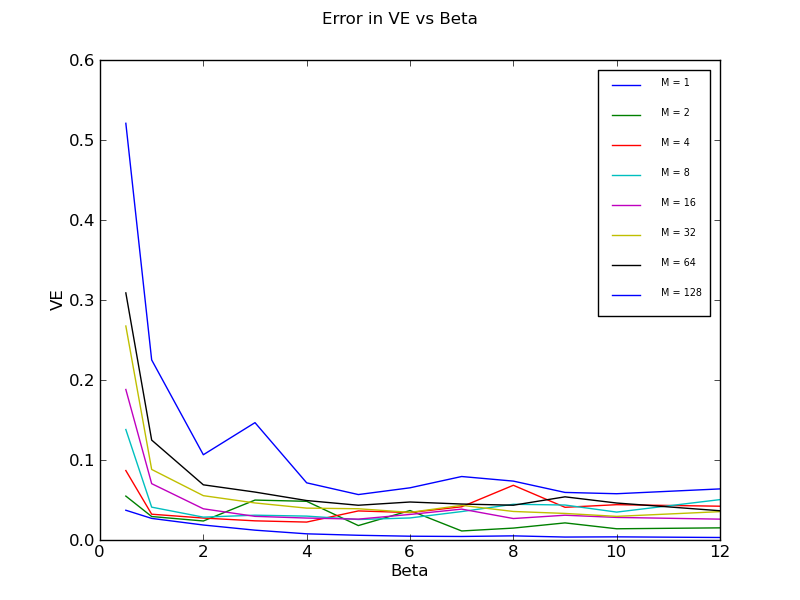 Error in VE vs Beta
0.6
0.5
0.4
0.3
0.2
0.1
0.0
VE
M = 1
M = 2
M = 4
M = 8
M = 16
M = 32
M = 64
M = 128
0 2 4 6 8 10 12
Beta